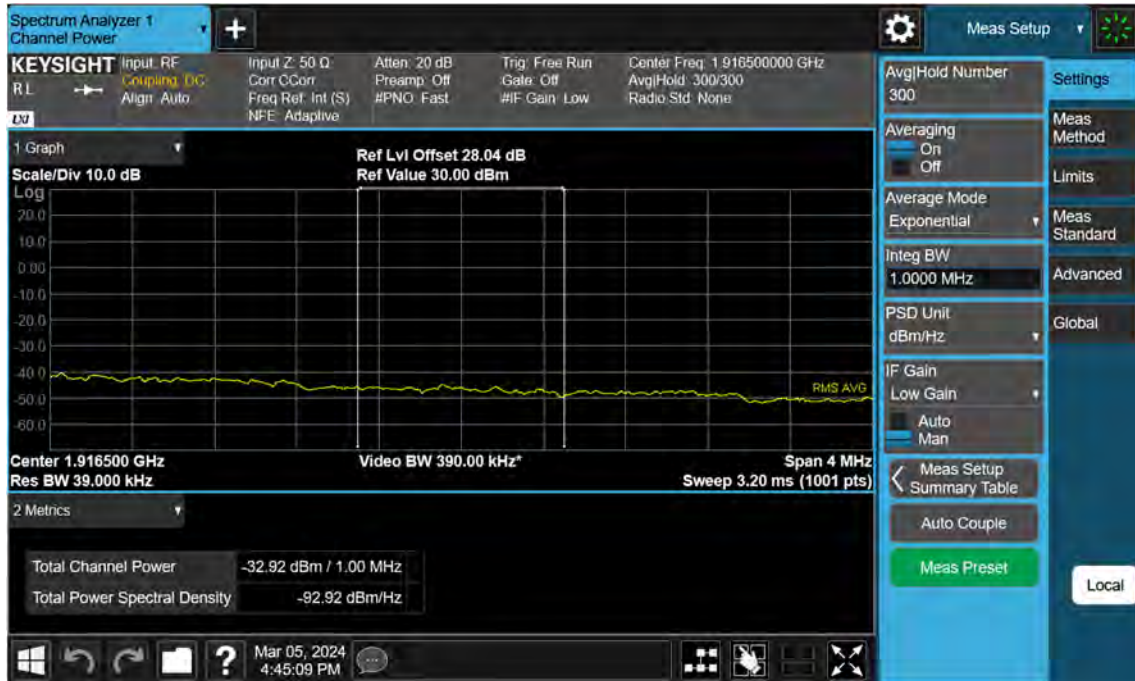 Spectrum Analyzer 1
Channel Power
Meas Setup
KEYSIGHT
RL
LXI
Input: RF
Coupling: DC
Align: Auto
Input Z: 50 Ω
Corr CCorr
Freq Ref: Int (S)
NFE: Adaptive
Atten: 20 dB
Preamp: Off
#PNO: Fast
Trig: Free Run
Gate: Off
#IF Gain: Low
Center Freq: 1.916500000 GHz
Avg|Hold: 300/300
Radio Std: None
1 Graph
Scale/Div 10.0 dB
Ref Lvl Offset 28.04 dB
Ref Value 30.00 dBm
Log
20.0
10.0
0.00
-10.0
-20.0
-30.0
-40.0
-50.0
-60.0
RMS AVG
Center 1.916500 GHz
Res BW 39.000 kHz
Video BW 390.00 kHz*
Span 4 MHz
Sweep 3.20 ms (1001 pts)
2 Metrics
Total Channel Power -32.92 dBm / 1.00 MHz
Total Power Spectral Density -92.92 dBm/Hz
Mar 05, 2024
4:45:09 PM
?
Avg|Hold Number
300
Averaging
On
Off
Average Mode
Exponential
Integ BW
1.0000 MHz
PSD Unit
dBm/Hz
IF Gain
Low Gain
Auto
Man
Meas Setup
Summary Table
Auto Couple
Meas Preset
Settings
Meas
Method
Limits
Meas
Standard
Advanced
Global
Local